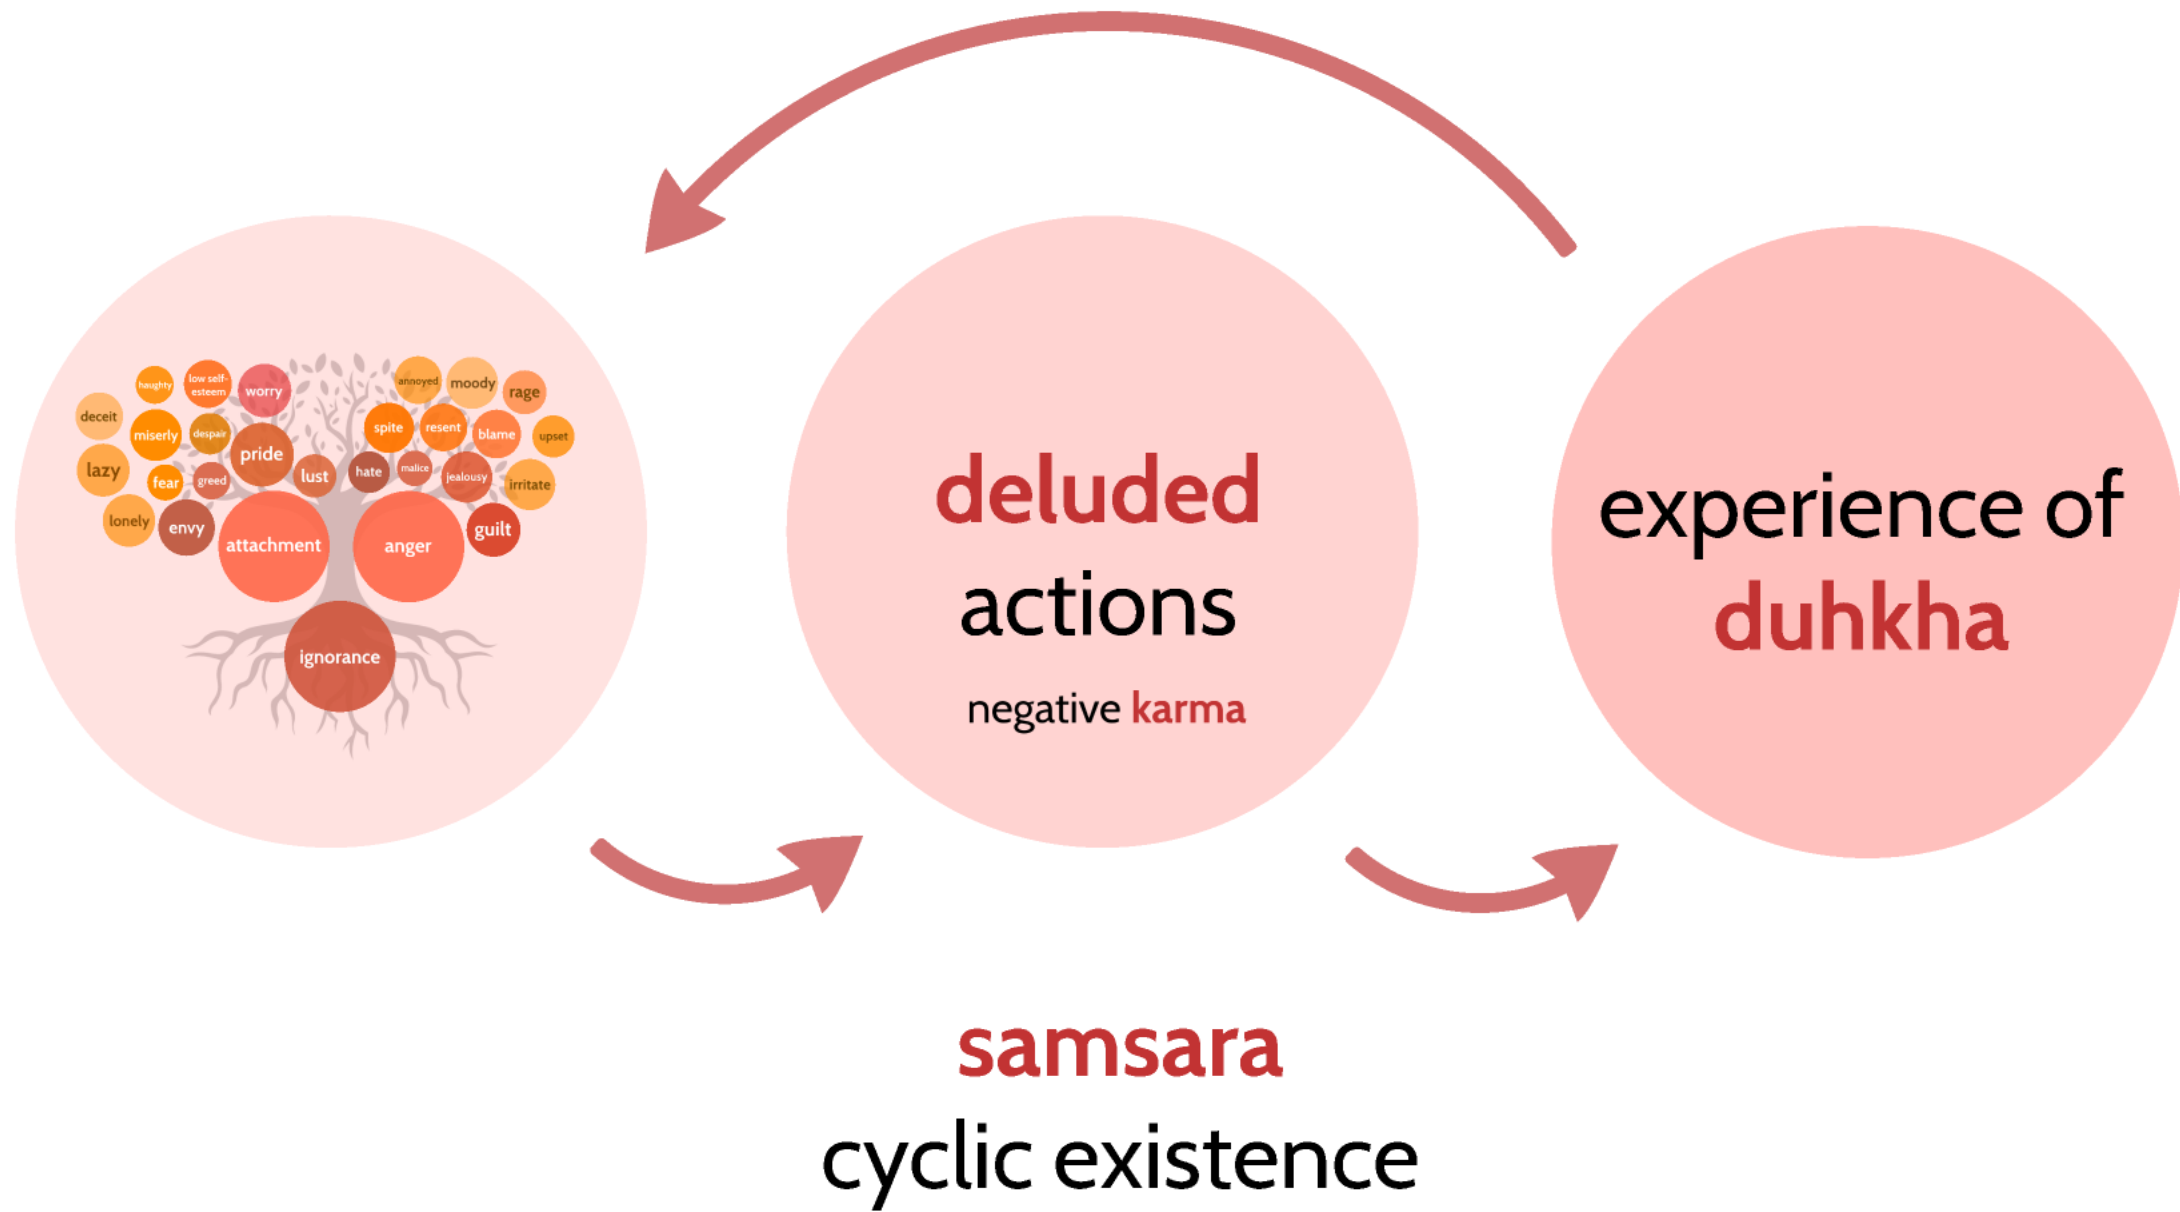 haughty
low self-
esteem
worry
deceit
miserly
despair
pride
lazy
fear
greed
lust
lonely
envy
attachment
annoyed
moody
rage
spite
resent
blame
upset
hate
malice
jealousy
irritate
anger
guilt
ignorance
deluded
actions
negative karma
experience of
duhkha
samsara
cyclic existence